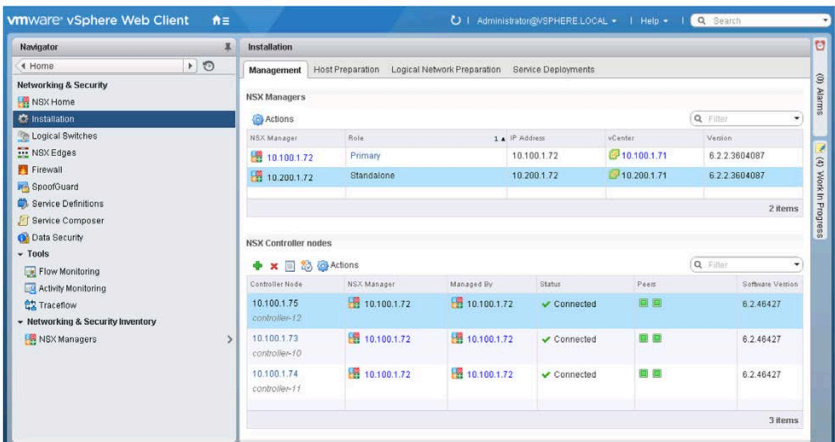 vmware® vSphere Web Client
Administrator@VSPHERE.LOCAL | Help | Search
Navigator
Home
Networking & Security
NSX Home
Installation
Logical Switches
NSX Edges
Firewall
SpoofGuard
Service Definitions
Service Composer
Data Security
Tools
Flow Monitoring
Activity Monitoring
Traceflow
Networking & Security Inventory
NSX Managers
Installation
Management Host Preparation Logical Network Preparation Service Deployments
NSX Managers
Actions Filter
NSX Manager Role 1 ▲ IP Address vCenter Version
10.100.1.72 Primary 10.100.1.72 10.100.1.71 6.2.2.3604087
10.200.1.72 Standalone 10.200.1.72 10.200.1.71 6.2.2.3604087
2 items
NSX Controller nodes
Actions Filter
Controller Node NSX Manager Managed By Status Peers Software Version
10.100.1.75 10.100.1.72 10.100.1.72 Connected 6.2.46427
controller-12
10.100.1.73 10.100.1.72 10.100.1.72 Connected 6.2.46427
controller-10
10.100.1.74 10.100.1.72 10.100.1.72 Connected 6.2.46427
controller-11
3 items
(0) Alarms
(4) Work In Progress